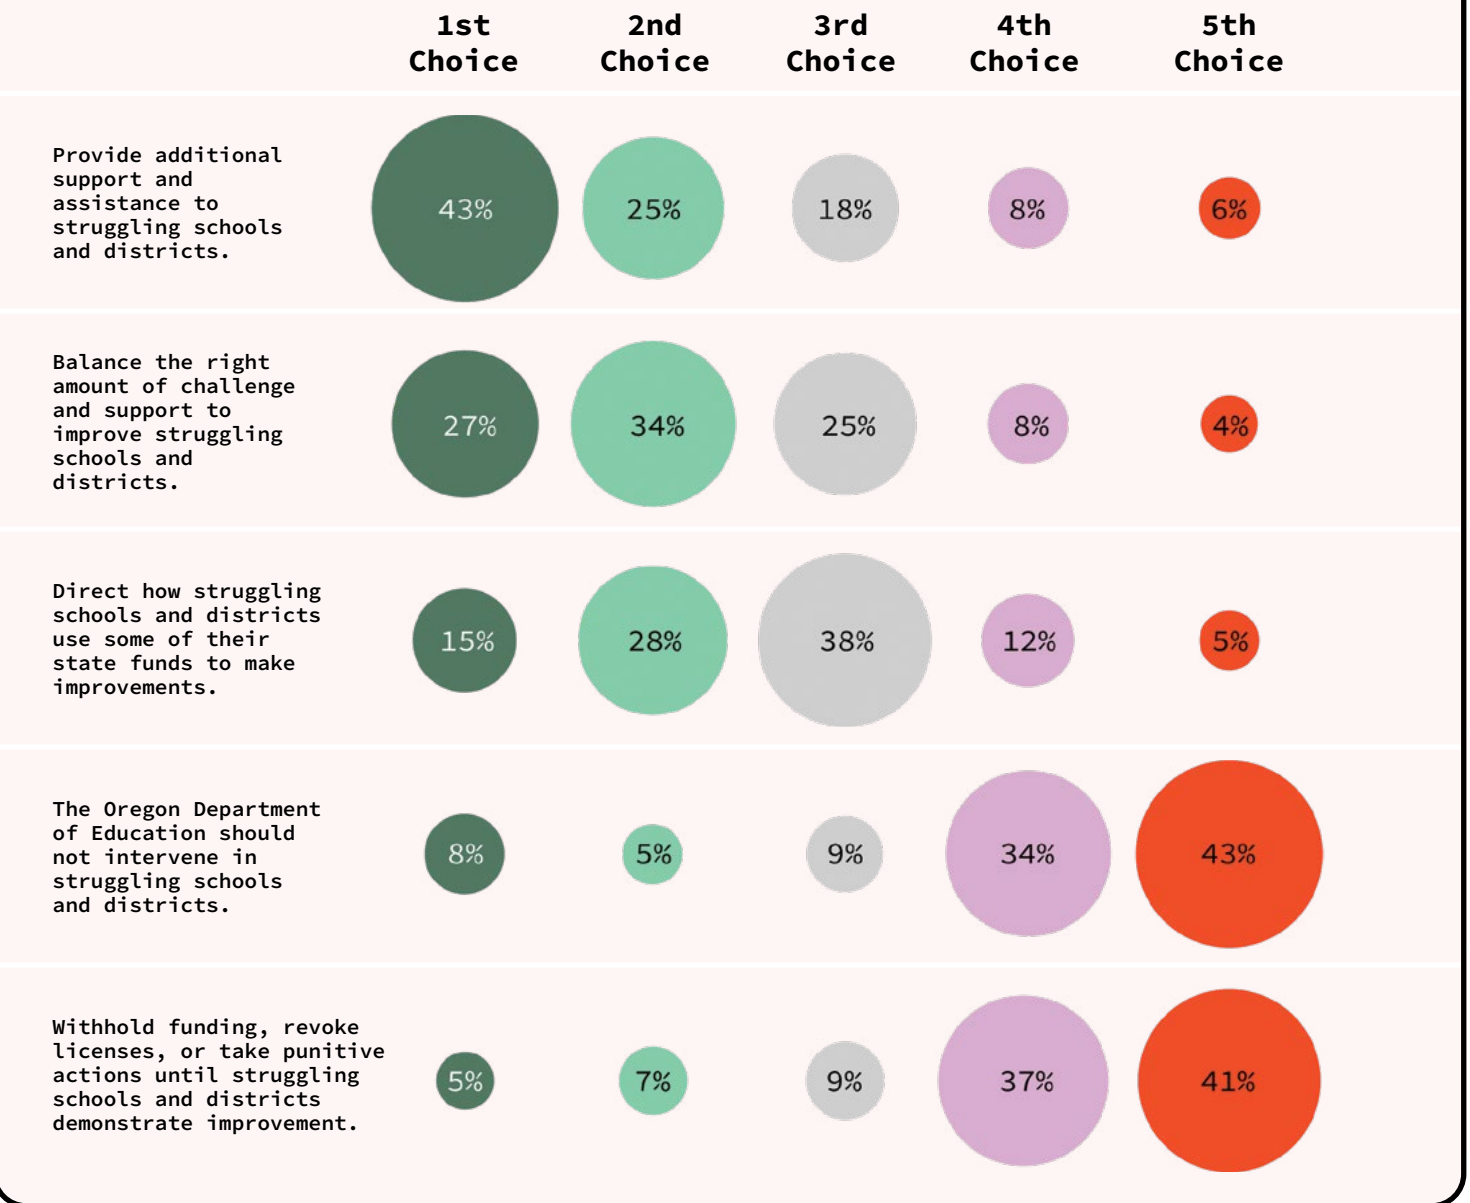 1st 2nd 3rd 4th 5th
Choice Choice Choice Choice Choice
Provide additional
support and
assistance to
struggling schools
and districts.
43% 25% 18% 8% 6%
Balance the right
amount of challenge
and support to
improve struggling
schools and
districts.
27% 34% 25% 8% 4%
Direct how struggling
schools and districts
use some of their
state funds to make
improvements.
15% 28% 38% 12% 5%
The Oregon Department
of Education should
not intervene in
struggling schools
and districts.
8% 5% 9% 34% 43%
Withhold funding, revoke
licenses, or take punitive
actions until struggling
schools and districts
demonstrate improvement.
5% 7% 9% 37% 41%